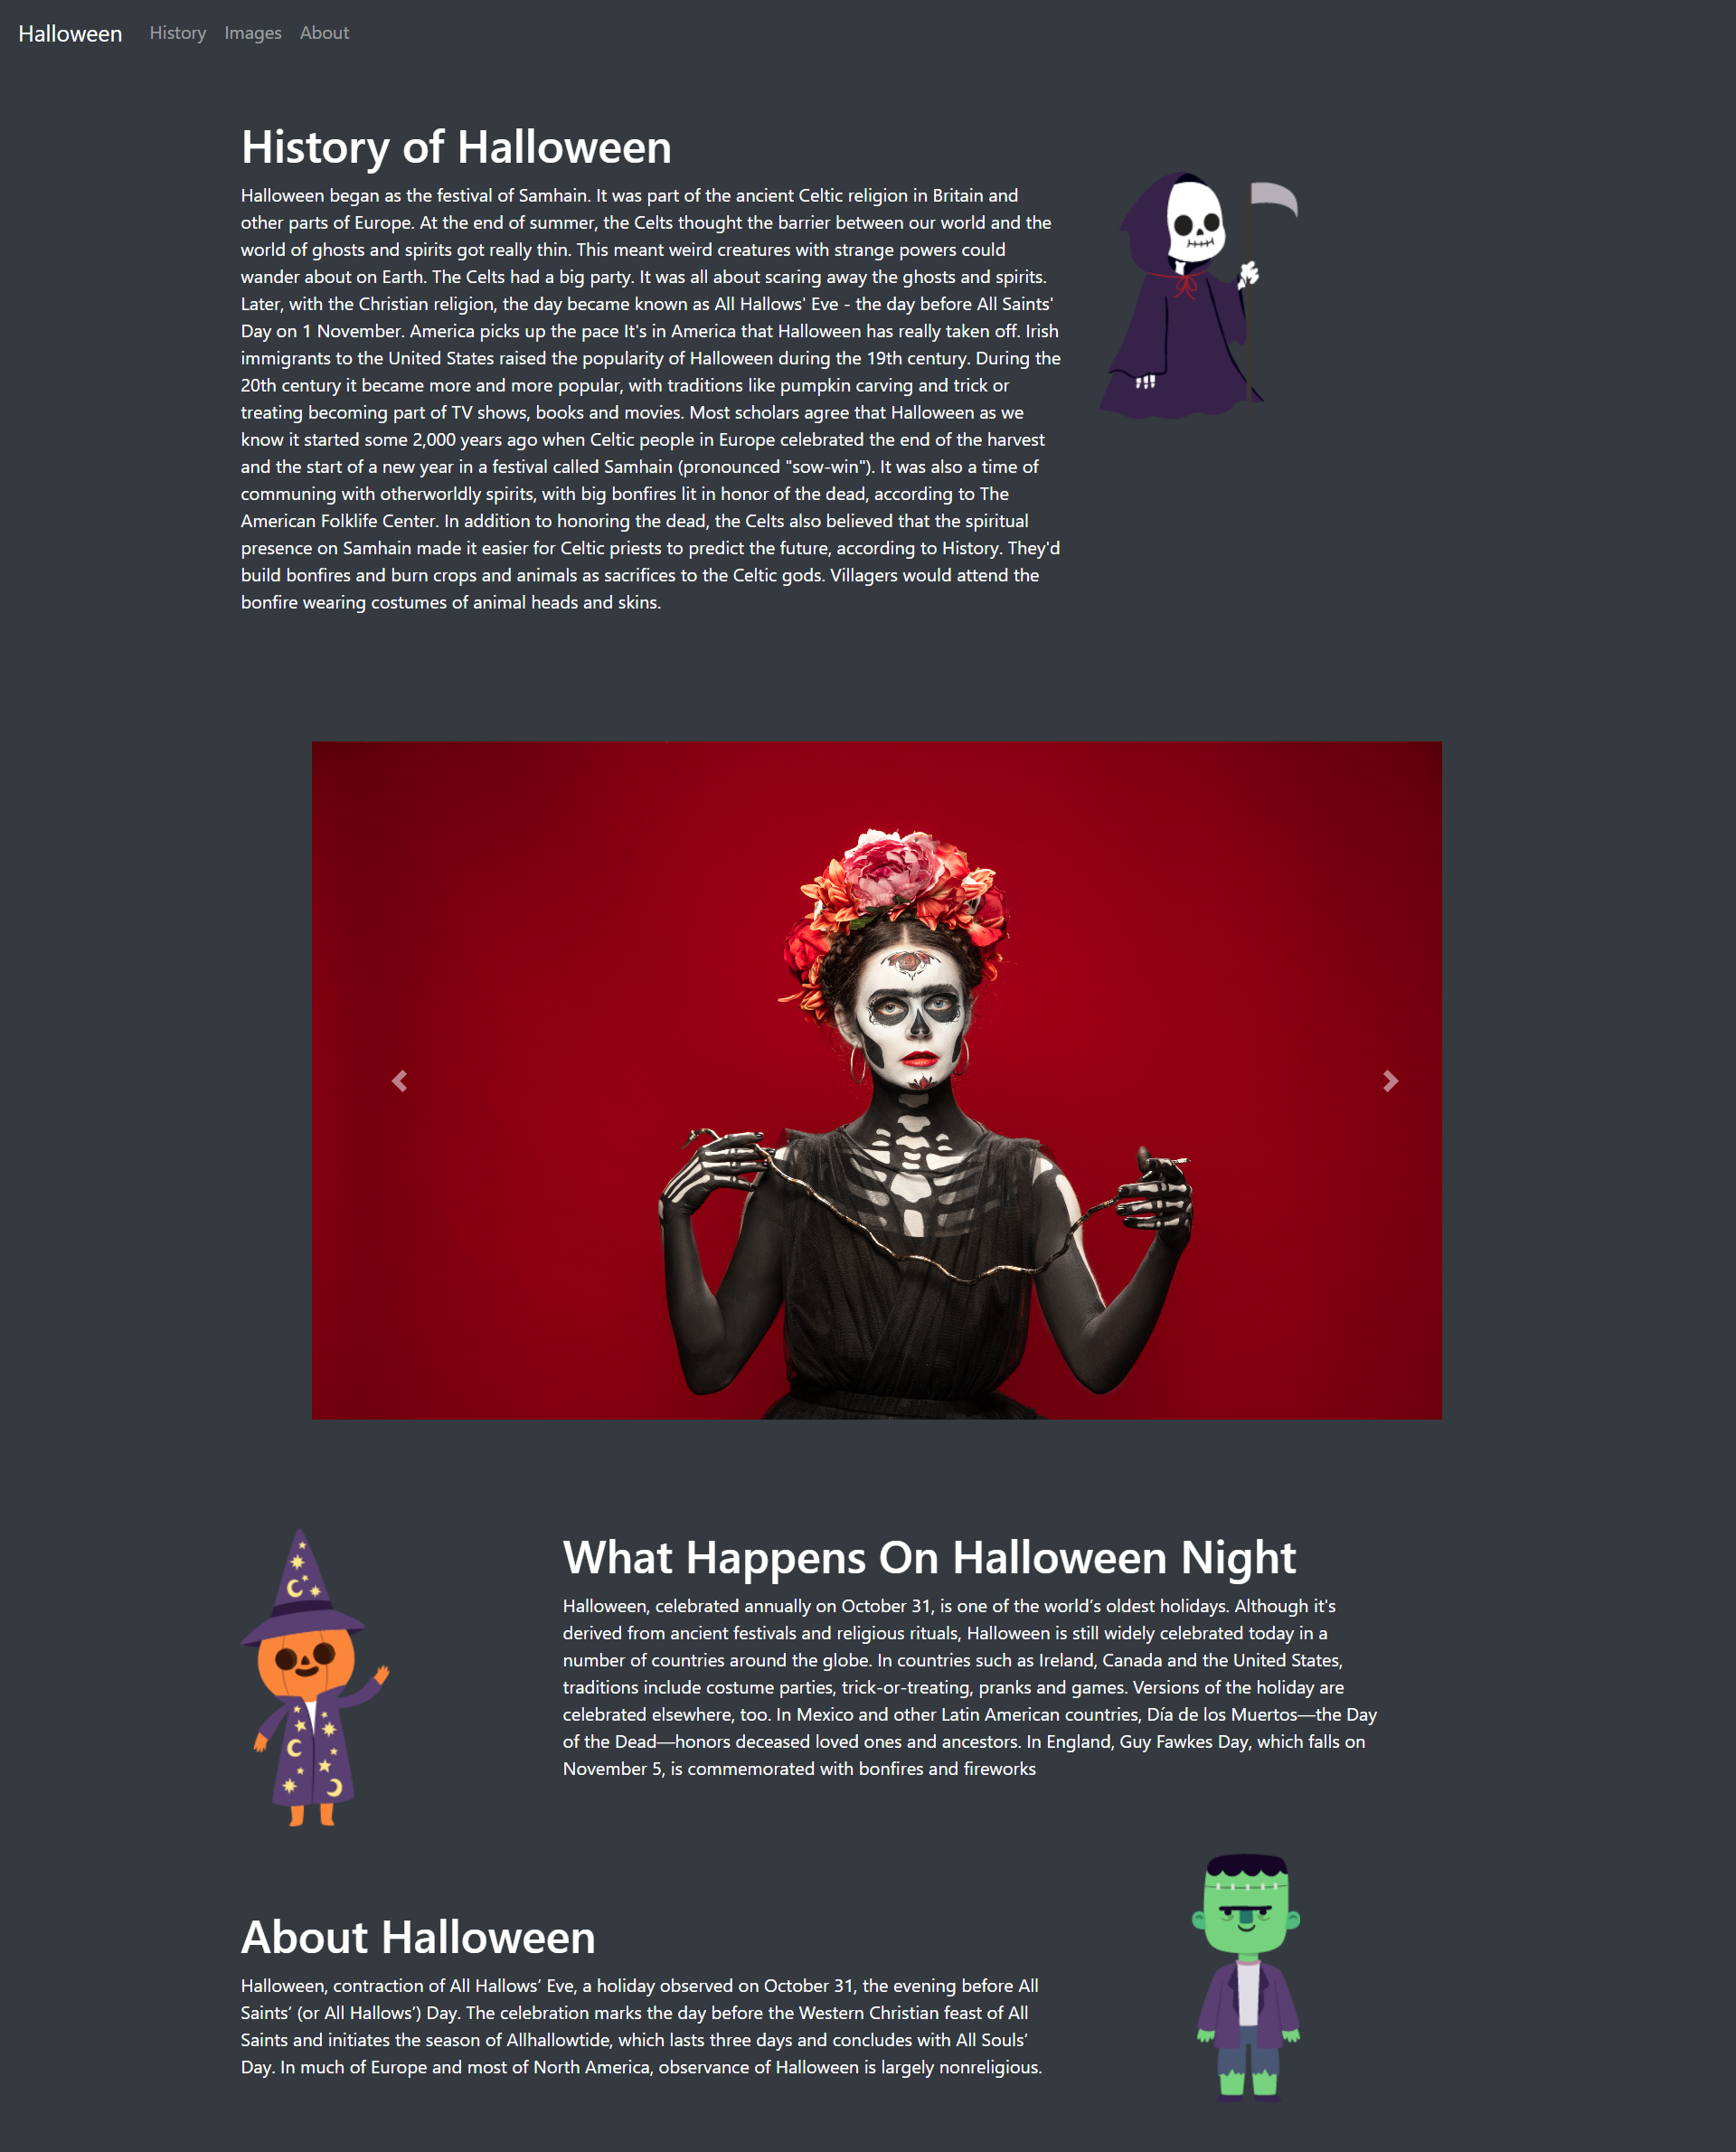 Halloween History Images About
History of Halloween
Halloween began as the festival of Samhain. It was part of the ancient Celtic religion in Britain and
other parts of Europe. At the end of summer, the Celts thought the barrier between our world and the
world of ghosts and spirits got really thin. This meant weird creatures with strange powers could
wander about on Earth. The Celts had a big party. It was all about scaring away the ghosts and spirits.
Later, with the Christian religion, the day became known as All Hallows' Eve - the day before All Saints'
Day on 1 November. America picks up the pace It's in America that Halloween has really taken off. Irish
immigrants to the United States raised the popularity of Halloween during the 19th century. During the
20th century it became more and more popular, with traditions like pumpkin carving and trick or
treating becoming part of TV shows, books and movies. Most scholars agree that Halloween as we
know it started some 2,000 years ago when Celtic people in Europe celebrated the end of the harvest
and the start of a new year in a festival called Samhain (pronounced "sow-win"). It was also a time of
communing with otherworldly spirits, with big bonfires lit in honor of the dead, according to The
American Folklife Center. In addition to honoring the dead, the Celts also believed that the spiritual
presence on Samhain made it easier for Celtic priests to predict the future, according to History. They'd
build bonfires and burn crops and animals as sacrifices to the Celtic gods. Villagers would attend the
bonfire wearing costumes of animal heads and skins.
What Happens On Halloween Night
Halloween, celebrated annually on October 31, is one of the world’s oldest holidays. Although it's
derived from ancient festivals and religious rituals, Halloween is still widely celebrated today in a
number of countries around the globe. In countries such as Ireland, Canada and the United States,
traditions include costume parties, trick-or-treating, pranks and games. Versions of the holiday are
celebrated elsewhere, too. In Mexico and other Latin American countries, Día de los Muertos—the Day
of the Dead—honors deceased loved ones and ancestors. In England, Guy Fawkes Day, which falls on
November 5, is commemorated with bonfires and fireworks
About Halloween
Halloween, contraction of All Hallows’ Eve, a holiday observed on October 31, the evening before All
Saints’ (or All Hallows’) Day. The celebration marks the day before the Western Christian feast of All
Saints and initiates the season of Allhallowtide, which lasts three days and concludes with All Souls’
Day. In much of Europe and most of North America, observance of Halloween is largely nonreligious.